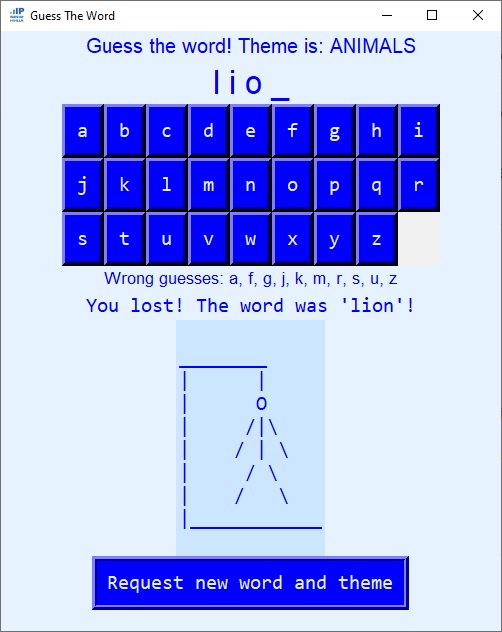 Guess The Word
Guess the word! Theme is: ANIMALS
lio_
a b c d e f g h i
j k l m n o p q r
s t u v w x y z
Wrong guesses: a, f, g, j, k, m, r, s, u, z
You lost! The word was 'lion'!
Request new word and theme